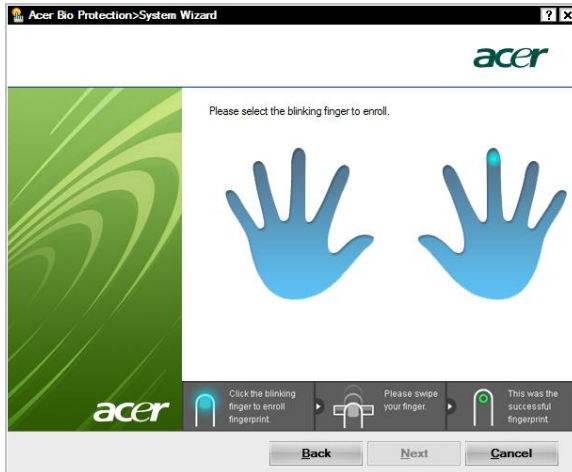 Acer Bio Protection>System Wizard
? X
acer
Please select the blinking finger to enroll.
acer
Click the blinking
finger to enroll
fingerprint.
Please swipe
your finger.
This was the
successful
fingerprint.
Back
Next
Cancel